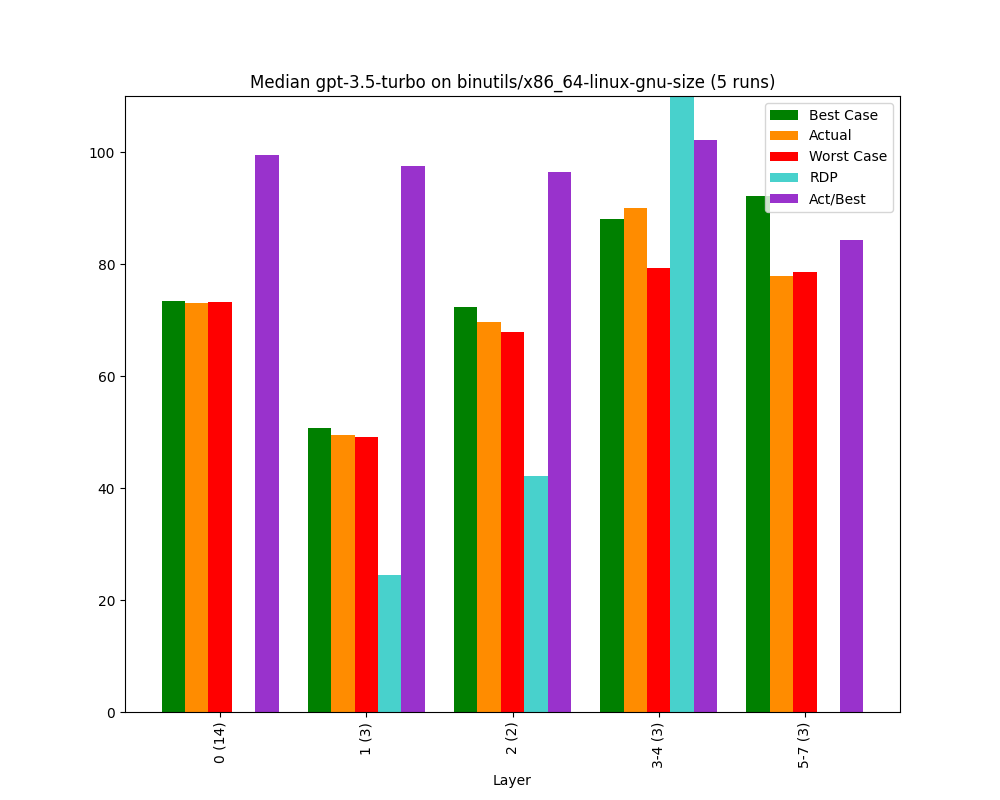 Median gpt-3.5-turbo on binutils/x86_64-linux-gnu-size (5 runs)
Best Case
Actual
Worst Case
RDP
Act/Best
100
80
60
40
20
0
0 (14)
1 (3)
2 (2)
3-4 (3)
5-7 (3)
Layer